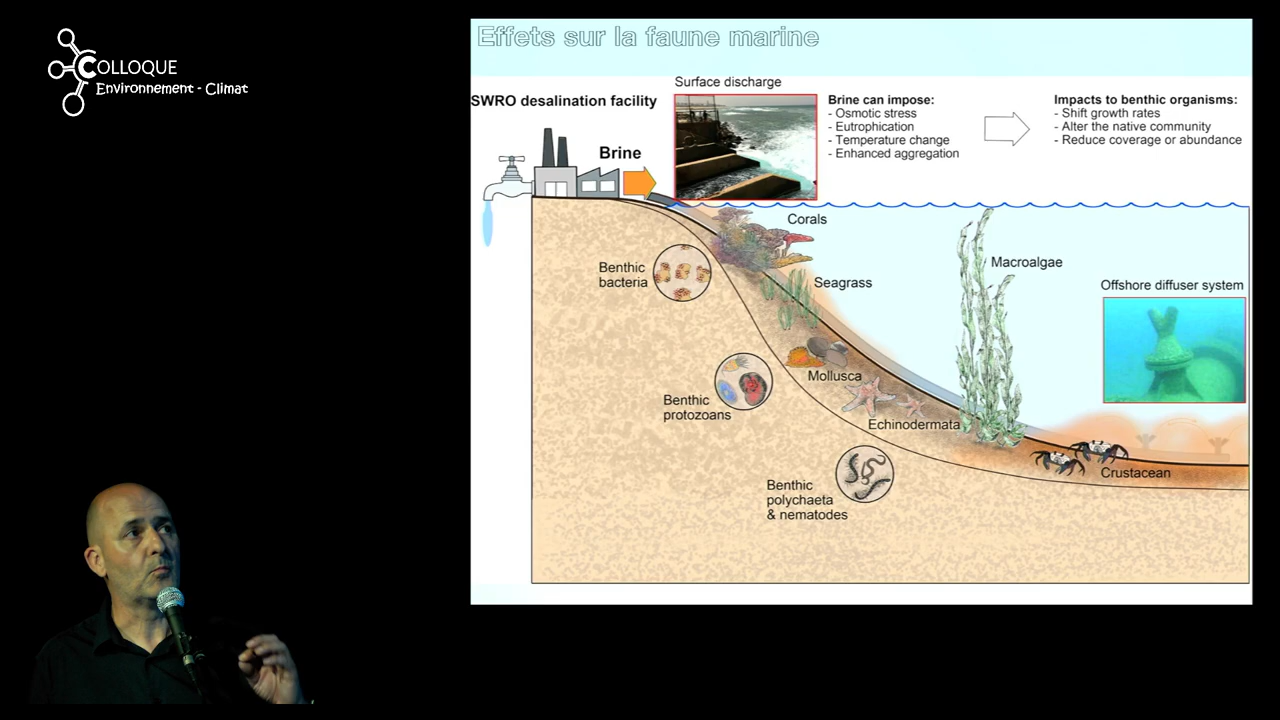 COLLOQUE
Environnement - Climat
Effets sur la faune marine
Surface discharge
SWRO desalination facility
Brine
Brine can impose:
- Osmotic stress
- Eutrophication
- Temperature change
- Enhanced aggregation
Impacts to benthic organisms:
- Shift growth rates
- Alter the native community
- Reduce coverage or abundance
Corals
Macroalgae
Benthic
bacteria
Seagrass
Offshore diffuser system
Mollusca
Benthic
protozoans
Echinodermata
Crustacean
Benthic
polychaeta
& nematodes